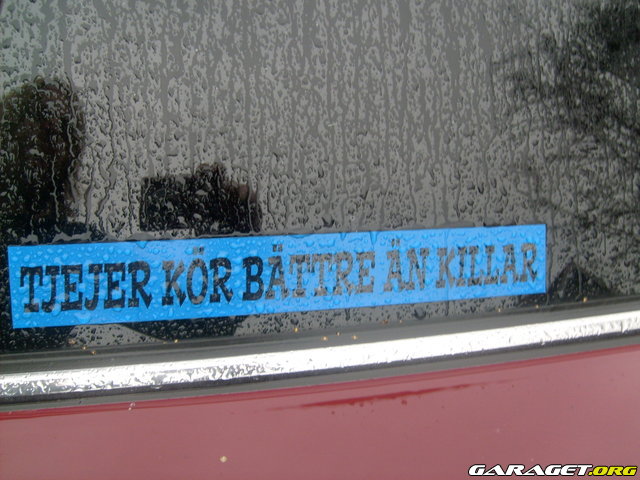 TJEJER KÖR BÄTTRE ÄN KILLAR
GARAGET.ORG